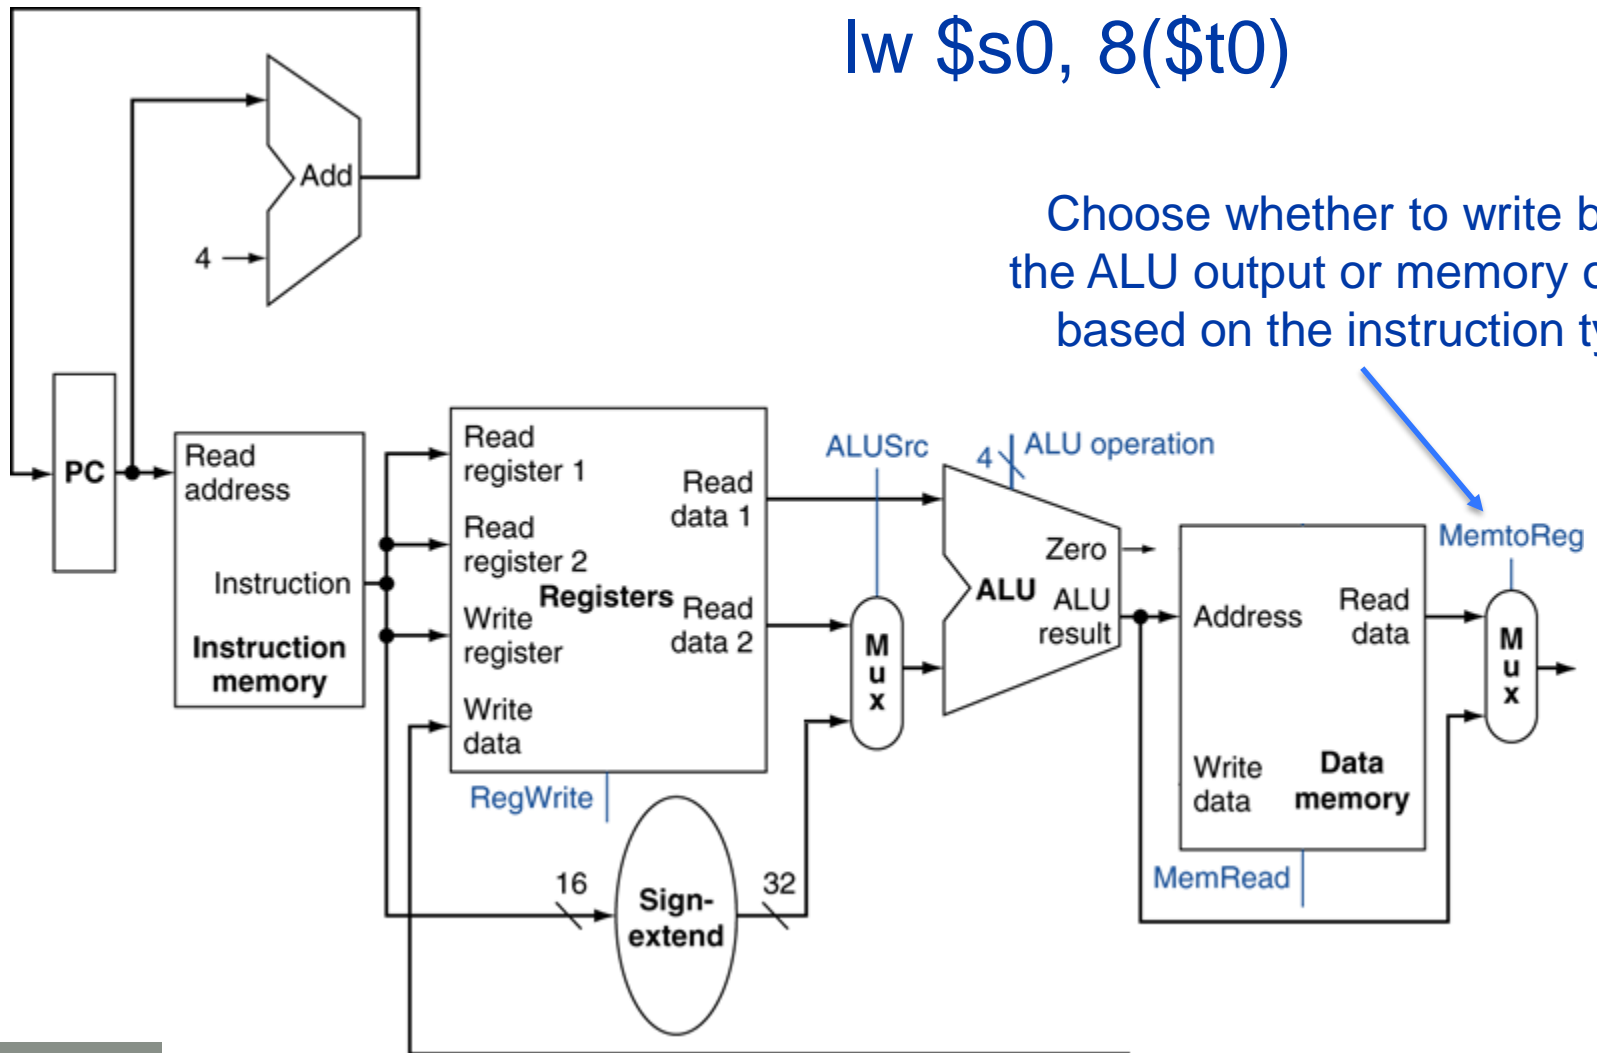 lw $s0, 8($t0)
Choose whether to write b
the ALU output or memory
based on the instruction
Add
4
PC
Read
address
Instruction
Instruction
memory
Read
register 1
Read
register 2
Write
register
Write
data
Registers
Read
data 1
Read
data 2
RegWrite
16
Sign-
extend
32
ALUSrc
M
u
x
4
ALU operation
Zero
ALU
ALU
result
Address
Read
data
Write
data
Data
memory
MemRead
MemtoReg
M
u
x